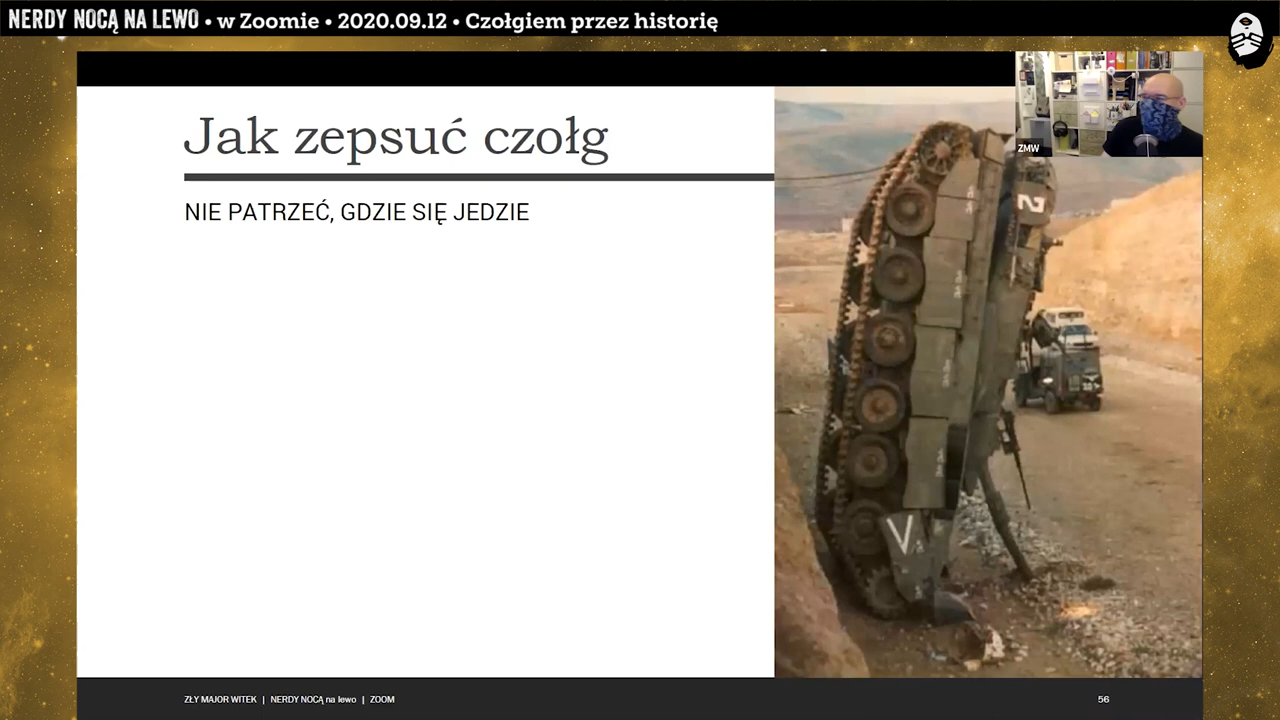 NERDY NOCĄ NA LEWO • w Zoomie • 2020.09.12 • Czołgiem przez historię
ZMW
Jak zepsuć czołg
NIE PATRZEĆ, GDZIE SIĘ JEDZIE
2
V
ZŁY MAJOR WITEK | NERDY NOCĄ na lewo | ZOOM
56